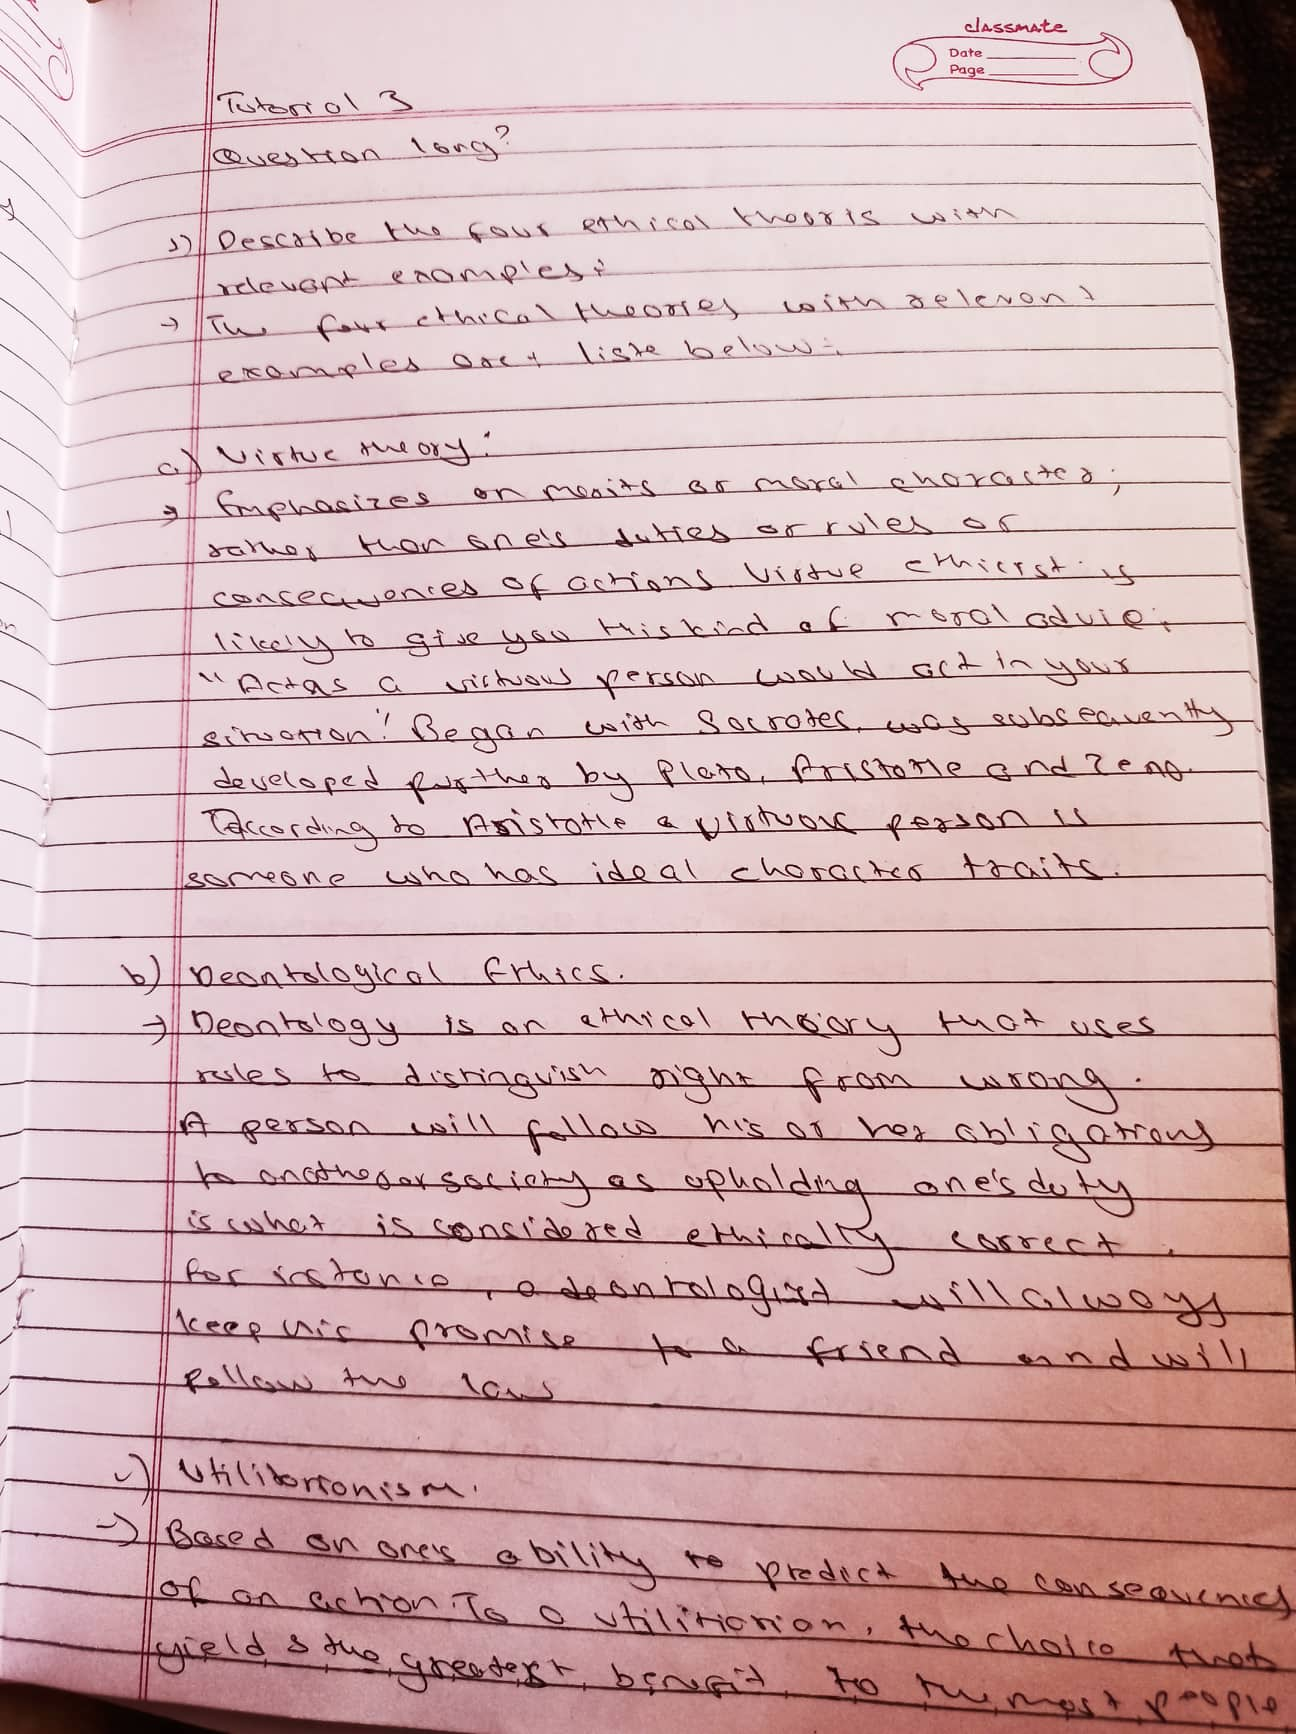 classmate
Date
Page
Tutorial 3
Question long?
1) Describe the four ethical theoris with
relevant examples:
→ The four ethical theories with relevant
examples are liste below:
a) Virtue theory:
→ Emphasizes on merits or moral character,
rather than one's duties or rules or
consequences of actions Virtue ethicist is
likely to give you this kind of moral advie:
"Act as a virtuous person would act in your
situation". Began with Socrates, was subsequently
developed further by Plato, Aristotle and Zeno.
According to Aristotle a virtuous person is
someone who has ideal character traits.
b) Deontological Ethics.
→ Deontology is an ethical theory that uses
rules to distinguish right from wrong.
A person will follow his or her obligations
to another or society as upholding one's duty
is what is considered ethically correct.
for instance, a deontologist will always
keep his promise to a friend and will
follow the law
c) Utilitarianism.
→ Based on one's ability to predict the consequences
of an action. To a utilitiarian, the choice that
yields the greatest benefit to the most people